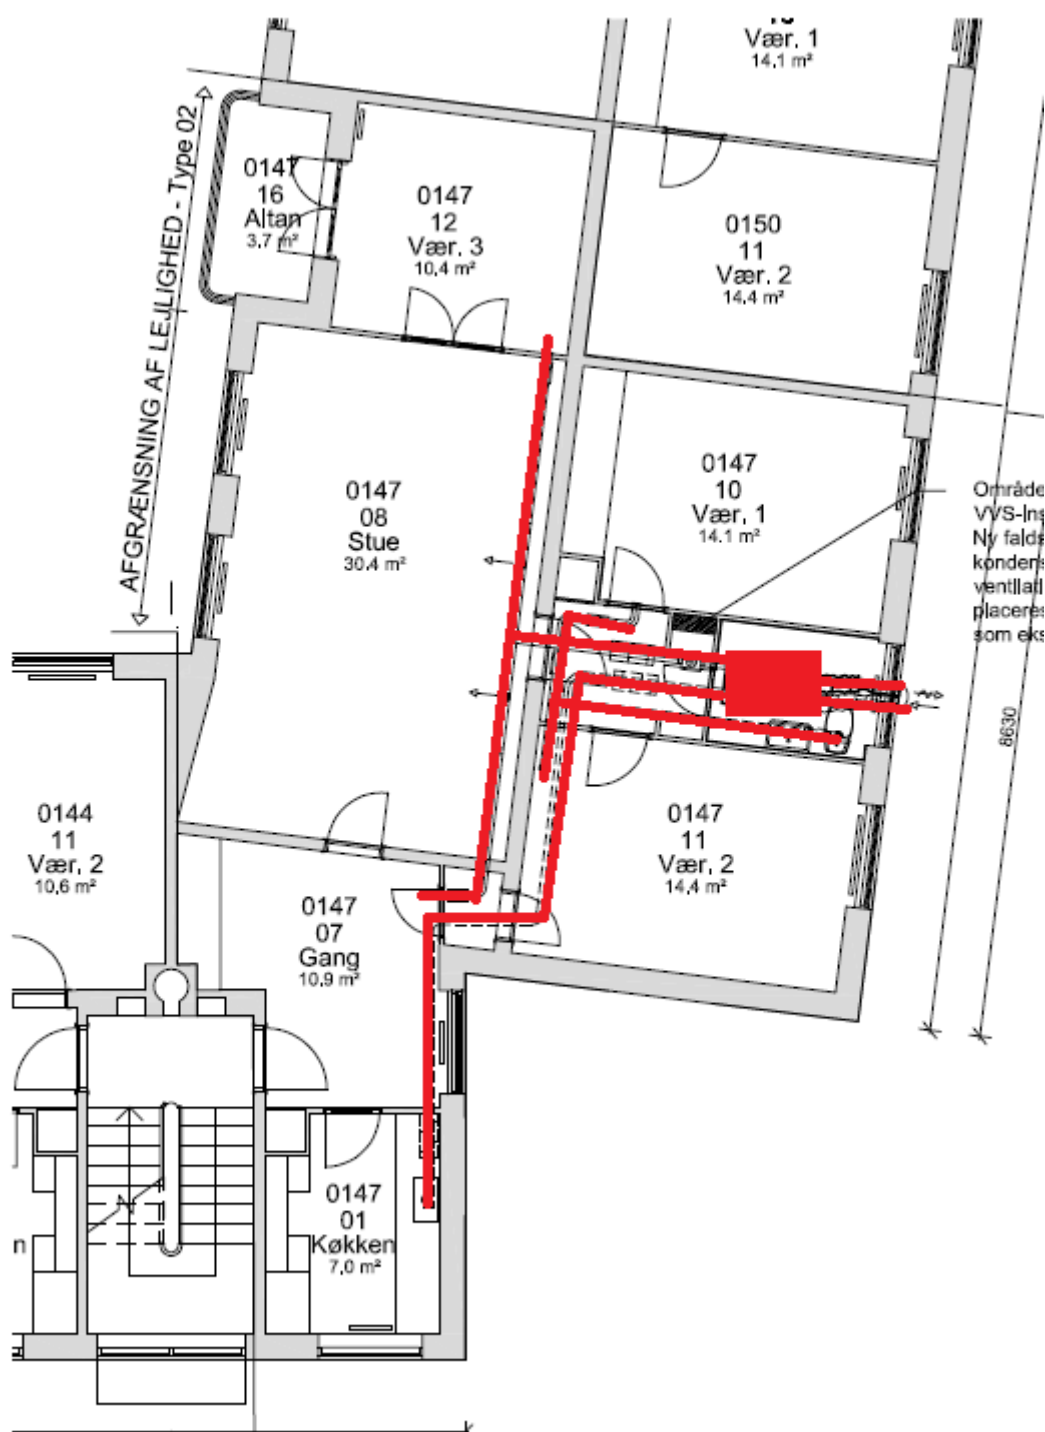 Vær. 1
14.1 m²
AFGRÆNSNING AF LEJLIGHED - Type 02
0147
16
Altan
3.7 m²
0147
12
Vær. 3
10,4 m²
0150
11
Vær. 2
14.4 m²
0147
08
Stue
30.4 m²
0147
10
Vær. 1
14.1 m²
Område
VVS-Ins
Ny falds
kondens
ventilati
placeres
som eks
8630
0144
11
Vær. 2
10,6 m²
0147
11
Vær. 2
14,4 m²
0147
07
Gang
10.9 m²
0147
01
Køkken
7,0 m²
n